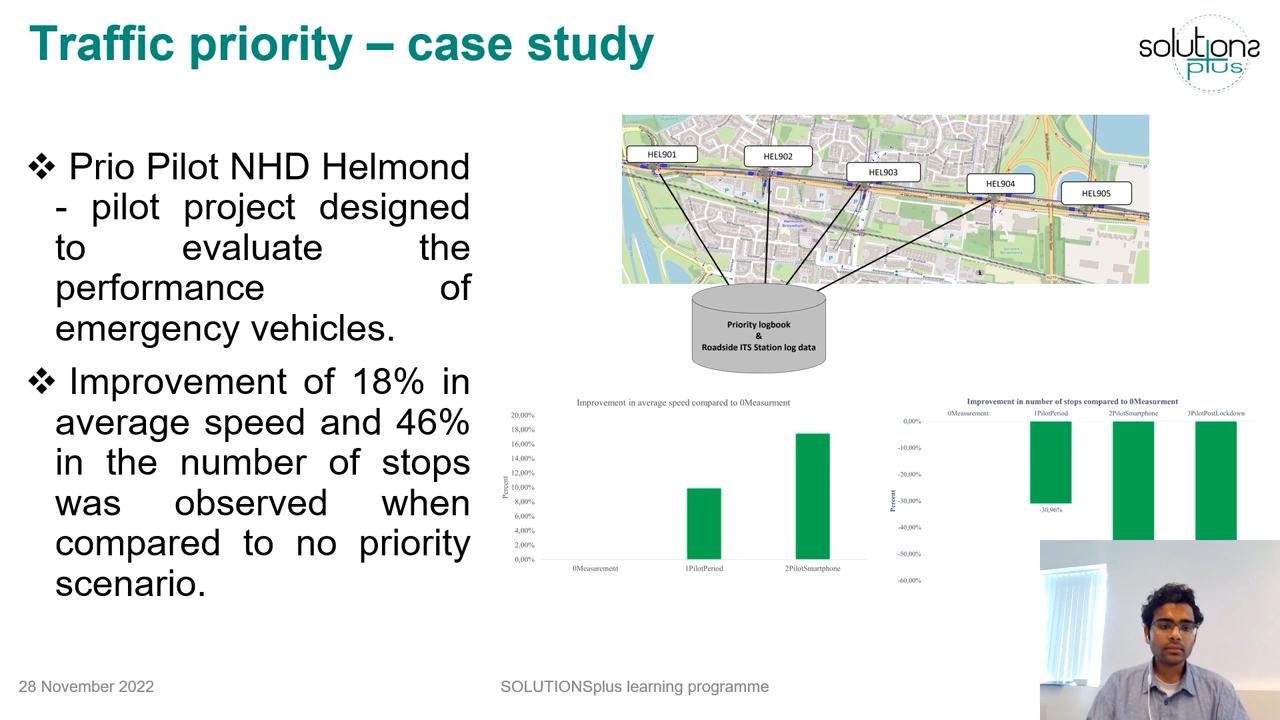 Traffic priority – case study
solutions
plus
❖ Prio Pilot NHD Helmond
- pilot project designed
to evaluate the
performance of
emergency vehicles.
❖ Improvement of 18% in
average speed and 46%
in the number of stops
was observed when
compared to no priority
scenario.
HEL901
HEL902
HEL903
HEL904
HEL905
Priority logbook
&
Roadside ITS Station log data
Improvement in average speed compared to 0Measurment
Percent
20,00%
18,00%
16,00%
14,00%
12,00%
10,00%
8,00%
6,00%
4,00%
2,00%
0,00%
0Measurement 1PilotPeriod 2PilotSmartphone
Improvement in number of stops compared to 0Measurment
0Measurement 1PilotPeriod 2PilotSmartphone 3PilotPostLockdown
Percent
0,00%
-10,00%
-20,00%
-30,00%
-40,00%
-50,00%
-60,00%
-30,96%
28 November 2022
SOLUTIONSplus learning programme